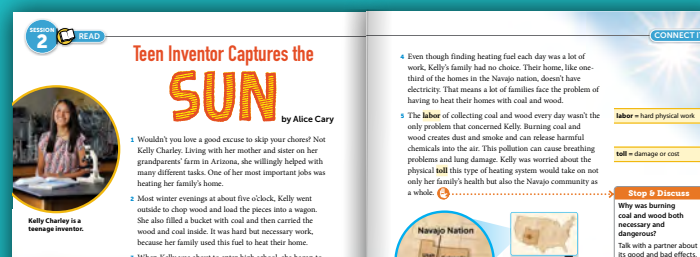 SESSION
2
READ
Teen Inventor Captures the
SUN
by Alice Cary
1 Wouldn't you love a good excuse to skip your chores? Not
Kelly Charley. Living with her mother and sister on her
grandparents' farm in Arizona, she willingly helped with
many different tasks. One of her most important jobs was
heating her family's home.
2 Most winter evenings at about five o'clock, Kelly went
outside to chop wood and load the pieces into a wagon.
She also filled a bucket with coal and then carried the
wood and coal inside. It was hard but necessary work,
because her family used this fuel to heat their home.
Kelly Charley is a
teenage inventor.
CONNECT IT
4 Even though finding heating fuel each day was a lot of
work, Kelly's family had no choice. Their home, like one-
third of the homes in the Navajo nation, doesn't have
electricity. That means a lot of families face the problem of
having to heat their homes with coal and wood.
5 The labor of collecting coal and wood every day wasn't the
only problem that concerned Kelly. Burning coal and
wood creates dust and smoke and can release harmful
chemicals into the air. This pollution can cause breathing
problems and lung damage. Kelly was worried about the
physical toll this type of heating system would take on not
only her family's health but also the Navajo community as
a whole.
labor = hard physical work
toll = damage or cost
Stop & Discuss
Why was burning
coal and wood both
necessary and
dangerous?
Talk with a partner about
its good and bad effects
Navajo Nation